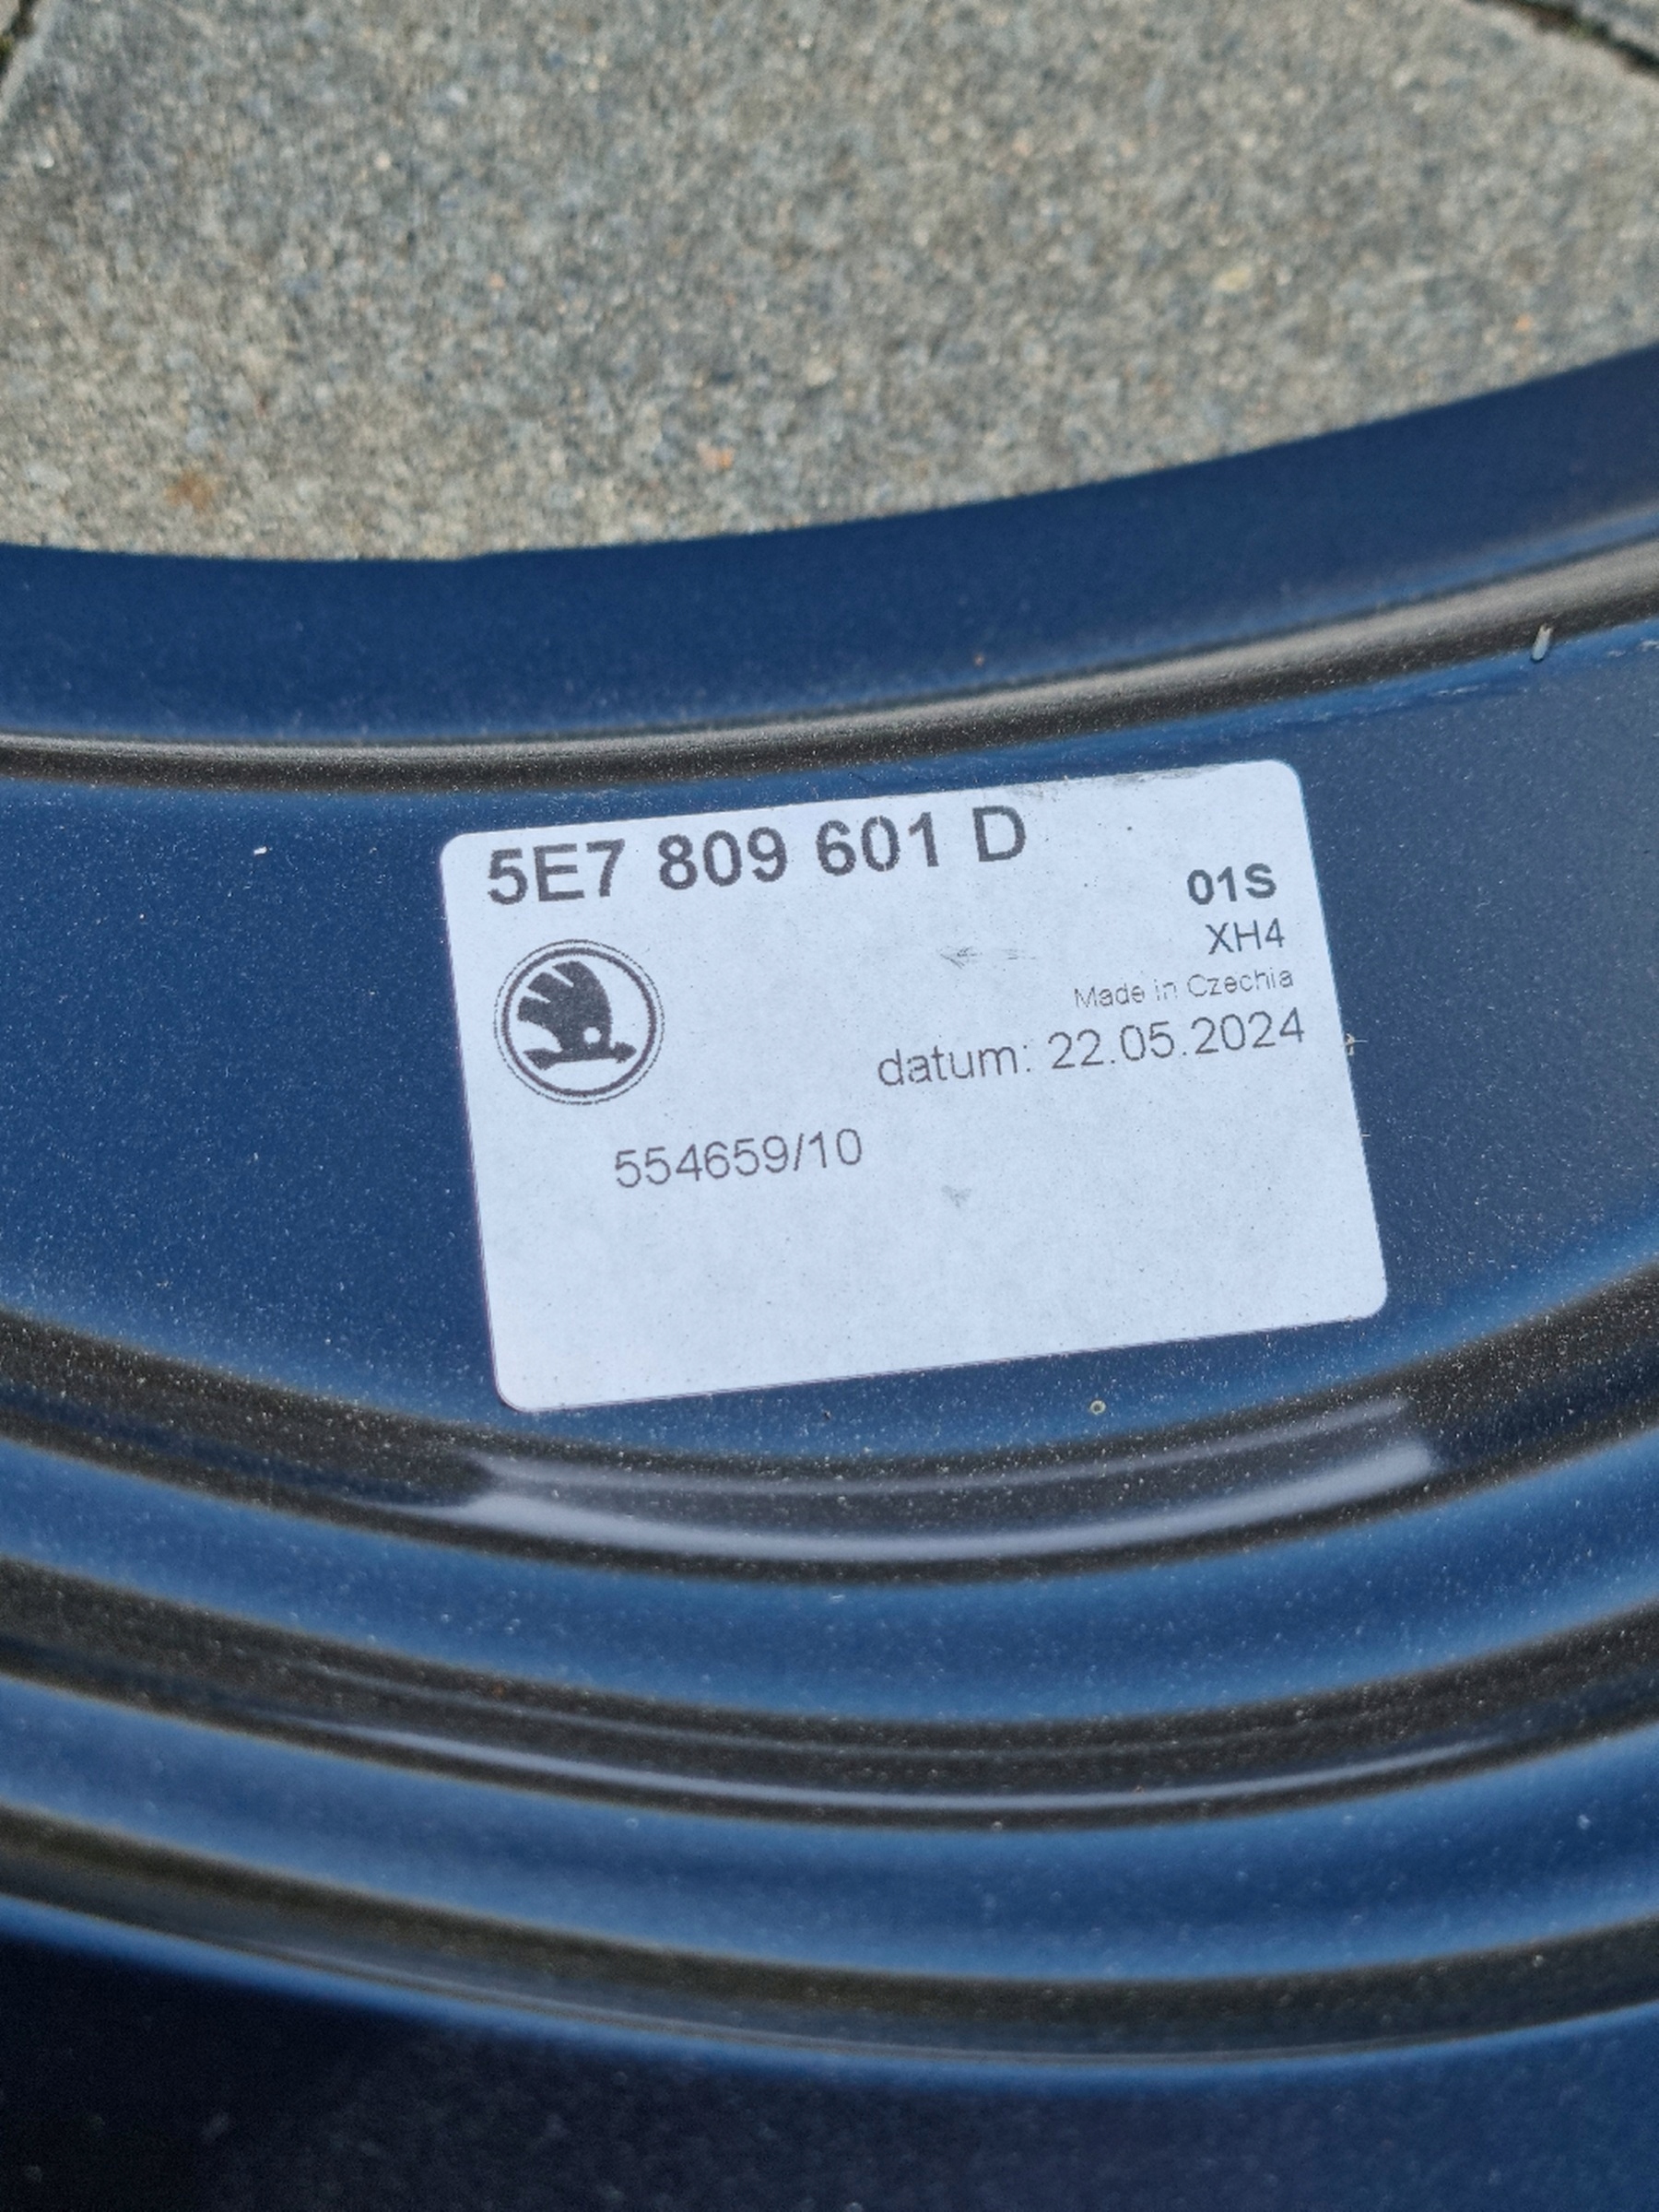 5E7 809 601 D
01S
XH4
Made in Czechia
datum: 22.05.2024
554659/10